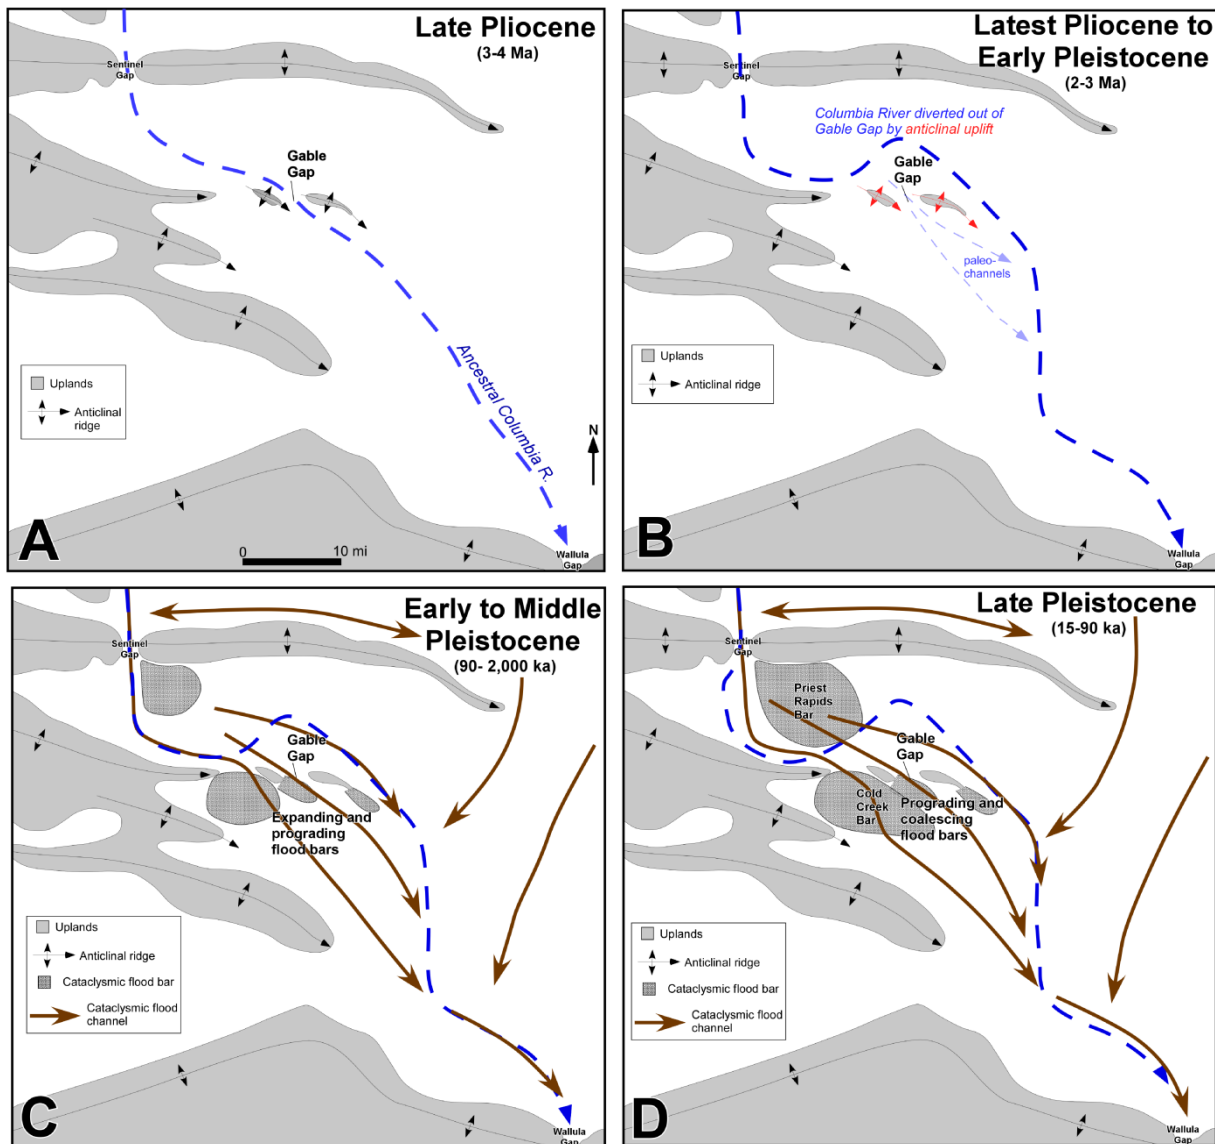 Late Pliocene
(3-4 Ma)
Sentinel
Gap
Gable
Gap
Uplands
Anticlinal
ridge
Ancestral Columbia R.
N
0
10 mi
Wallula
Gap
A
Latest Pliocene to
Early Pleistocene
(2-3 Ma)
Sentinel
Gap
Columbia River diverted out of
Gable Gap by anticlinal uplift
Gable
Gap
paleo-
channels
Uplands
Anticlinal ridge
Wallula
Gap
B
Early to Middle
Pleistocene
(90- 2,000 ka)
Sentinel
Gap
Gable
Gap
Expanding and
prograding
flood bars
Uplands
Anticlinal ridge
Cataclysmic flood bar
Cataclysmic flood
channel
Wallula
Gap
C
Late Pleistocene
(15-90 ka)
Sentinel
Gap
Priest
Rapids
Bar
Gable
Gap
Cold
Creek
Bar
Prograding and
coalescing
flood bars
Uplands
Anticlinal ridge
Cataclysmic flood bar
Cataclysmic flood
channel
Wallula
Gap
D